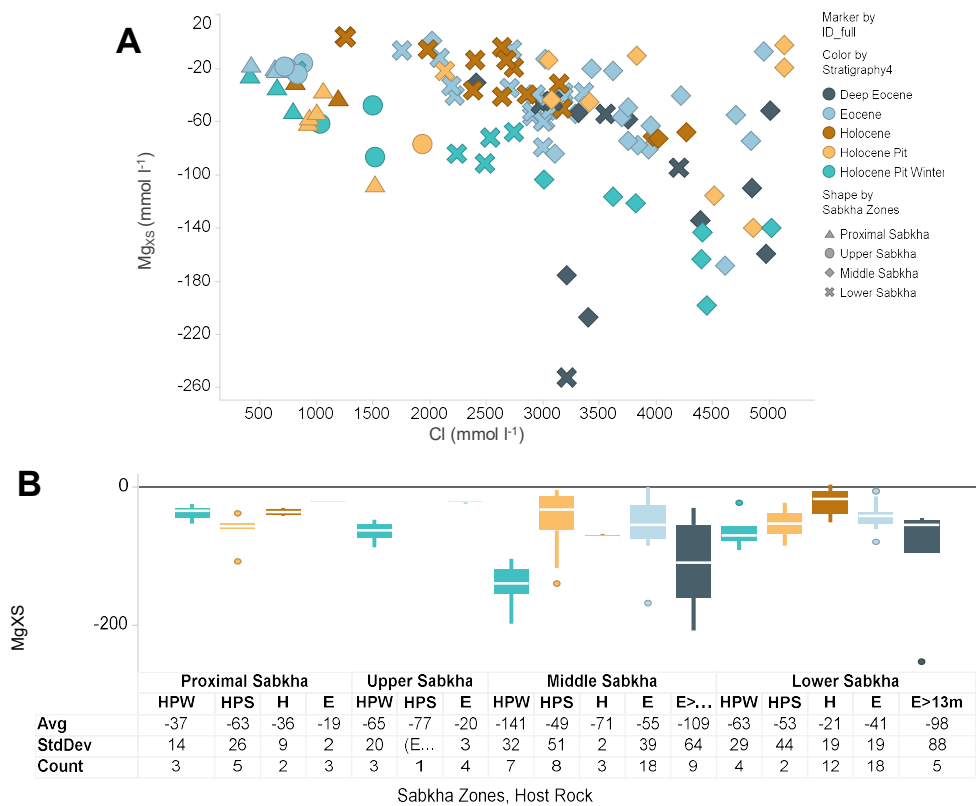 A
Mg_XS (mmol l⁻¹)
20
-20
-60
-100
-140
-180
-220
-260
500 1000 1500 2000 2500 3000 3500 4000 4500 5000
Cl (mmol l⁻¹)
Marker by
ID_full
Color by
Stratigraphy4
Deep Eocene
Eocene
Holocene
Holocene Pit
Holocene Pit Winter
Shape by
Sabkha Zones
Proximal Sabkha
Upper Sabkha
Middle Sabkha
Lower Sabkha
B
MgXS
0
-200
Proximal Sabkha Upper Sabkha Middle Sabkha Lower Sabkha
HPW HPS H E HPW HPS E HPW HPS H E E>... HPW HPS H E E>13m
Avg -37 -63 -36 -19 -65 -77 -20 -141 -49 -71 -55 -109 -63 -53 -21 -41 -98
StdDev 14 26 9 2 20 (E... 3 32 51 2 39 64 29 44 19 19 88
Count 3 5 2 3 3 1 4 7 8 3 18 9 4 2 12 18 5
Sabkha Zones, Host Rock